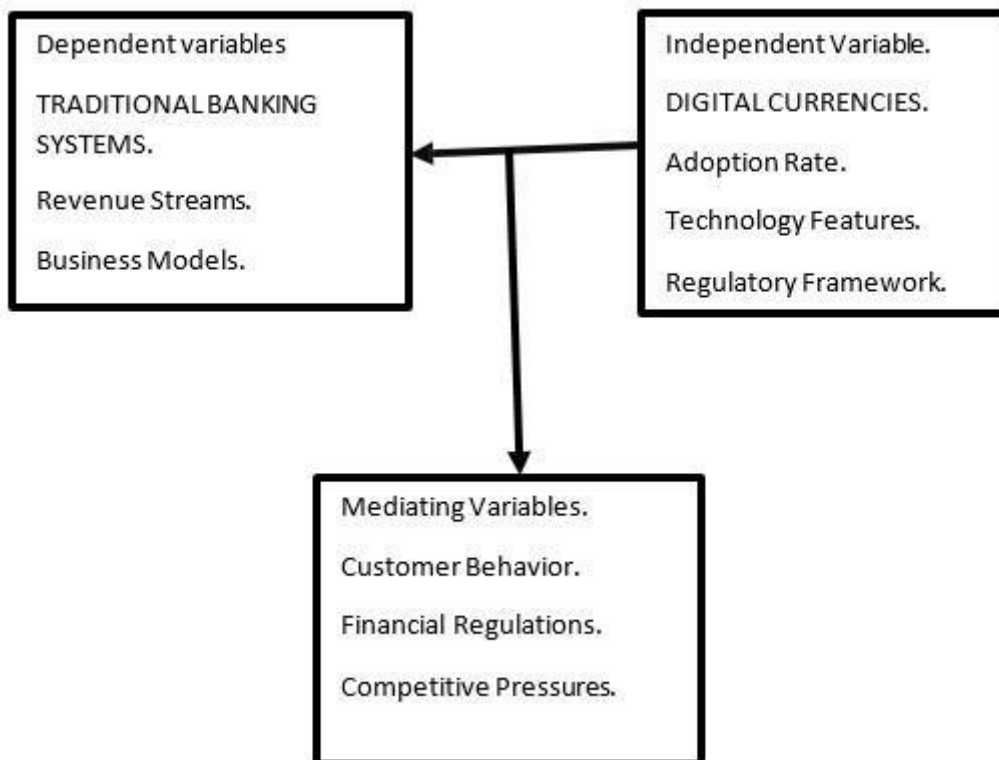 Dependent variables
TRADITIONAL BANKING
SYSTEMS.
Revenue Streams.
Business Models.
Independent Variable.
DIGITAL CURRENCIES.
Adoption Rate.
Technology Features.
Regulatory Framework.
Mediating Variables.
Customer Behavior.
Financial Regulations.
Competitive Pressures.